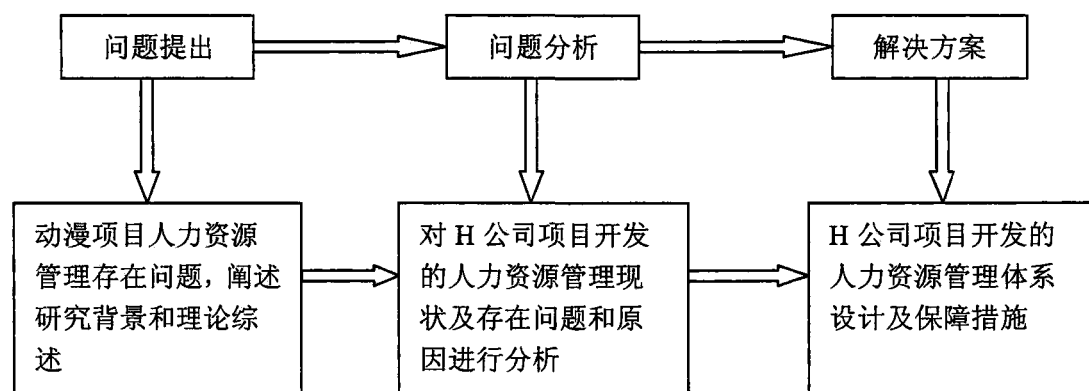 问题提出
问题分析
解决方案
动漫项目人力资源
管理存在问题，阐述
研究背景和理论综
述
对 H 公司项目开发
的人力资源管理现
状及存在问题和原
因进行分析
H 公司项目开发的
人力资源管理体系
设计及保障措施